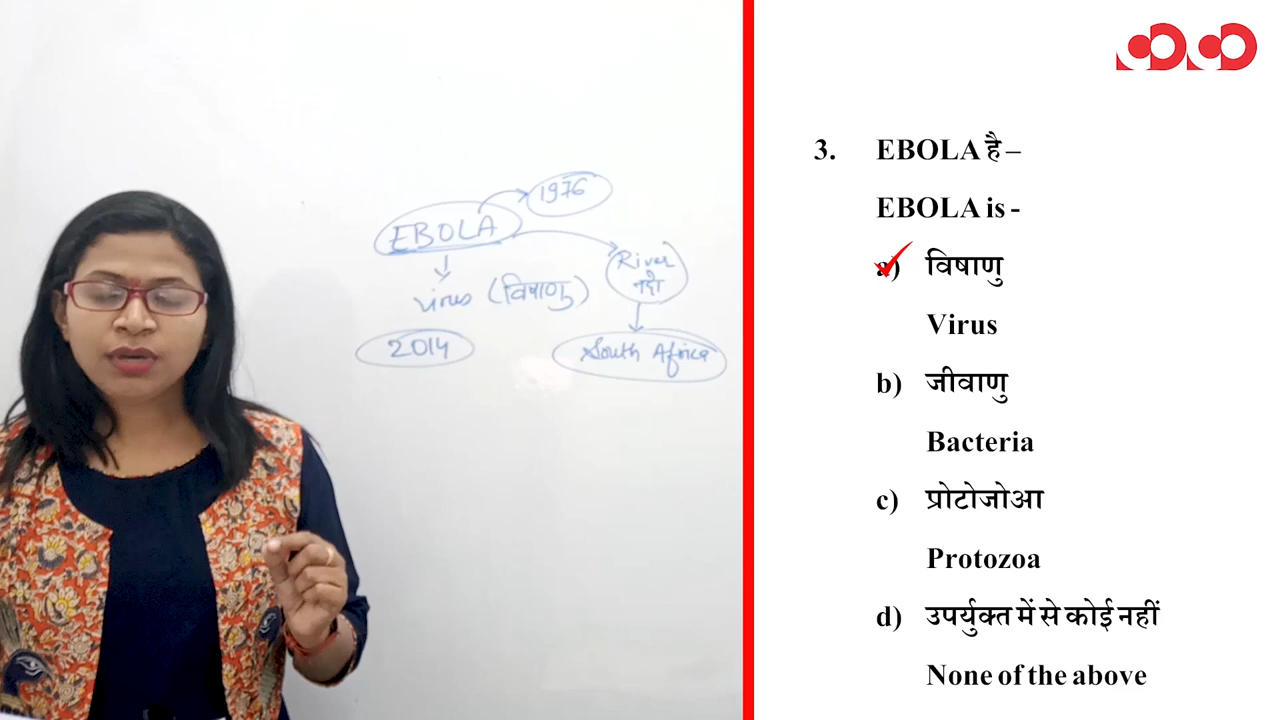 1976
EBOLA
River
नदी
virus (विषाणु)
2014
South Africa
3. EBOLA है –
EBOLA is -
a) विषाणु
Virus
b) जीवाणु
Bacteria
c) प्रोटोजोआ
Protozoa
d) उपर्युक्त में से कोई नहीं
None of the above